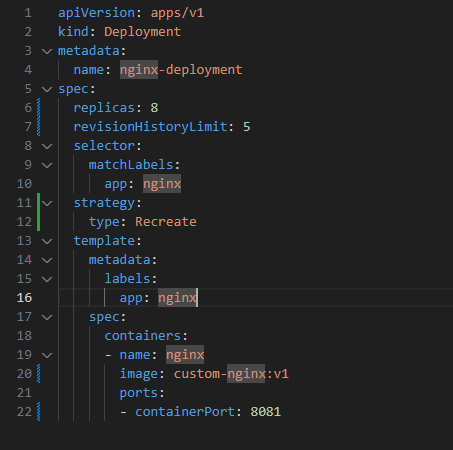 1 apiVersion: apps/v1
2 kind: Deployment
3 metadata:
4   name: nginx-deployment
5 spec:
6   replicas: 8
7   revisionHistoryLimit: 5
8   selector:
9     matchLabels:
10       app: nginx
11   strategy:
12     type: Recreate
13   template:
14     metadata:
15       labels:
16         app: nginx
17     spec:
18       containers:
19       - name: nginx
20         image: custom-nginx:v1
21         ports:
22         - containerPort: 8081